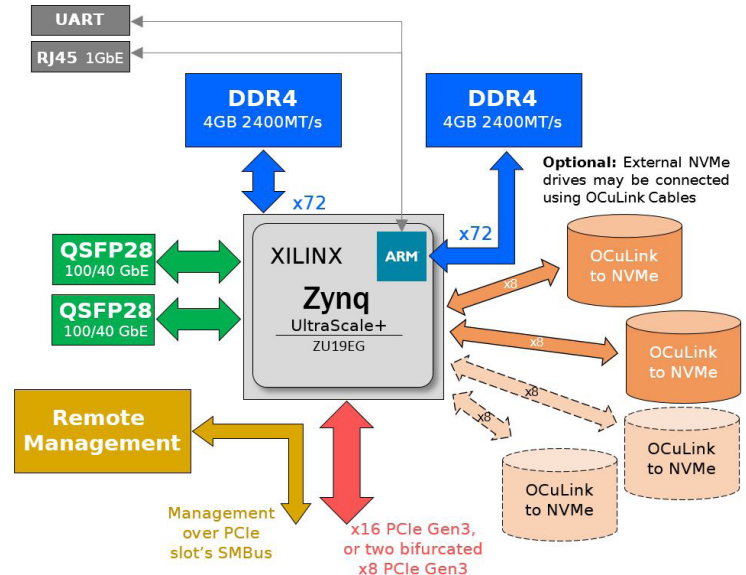 UART
RJ45 1GbE
DDR4
4GB 2400MT/s
DDR4
4GB 2400MT/s
Optional: External NVMe
drives may be connected
using OCuLink Cables
x72
x72
QSFP28
100/40 GbE
QSFP28
100/40 GbE
XILINX
ARM
Zynq
UltraScale+
ZU19EG
x8
OCuLink
to NVMe
x8
OCuLink
to NVMe
x8
OCuLink
to NVMe
x8
OCuLink
to NVMe
Remote
Management
Management
over PCIe
slot's SMBus
x16 PCIe Gen3,
or two bifurcated
x8 PCIe Gen3